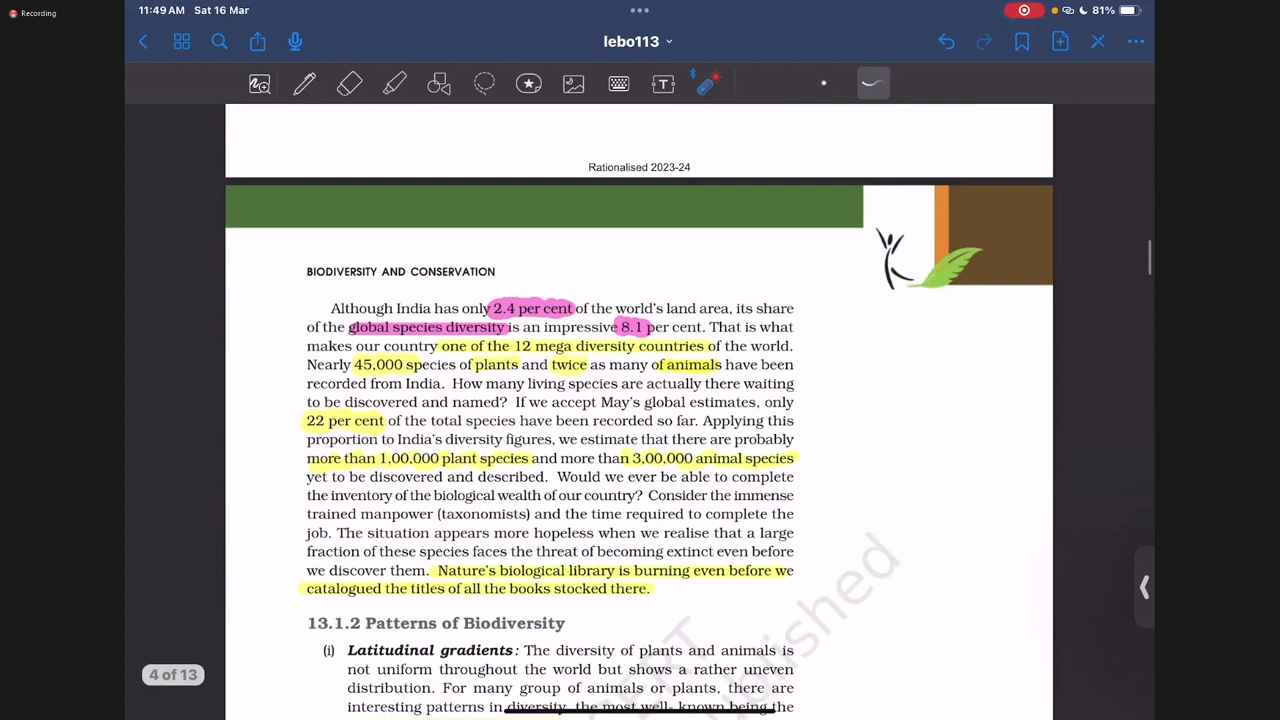 Recording
11:49 AM Sat 16 Mar
81%
lebo113
Rationalised 2023-24
BIODIVERSITY AND CONSERVATION
Although India has only 2.4 per cent of the world's land area, its share
of the global species diversity is an impressive 8.1 per cent. That is what
makes our country one of the 12 mega diversity countries of the world.
Nearly 45,000 species of plants and twice as many of animals have been
recorded from India. How many living species are actually there waiting
to be discovered and named? If we accept May's global estimates, only
22 per cent of the total species have been recorded so far. Applying this
proportion to India's diversity figures, we estimate that there are probably
more than 1,00,000 plant species and more than 3,00,000 animal species
yet to be discovered and described. Would we ever be able to complete
the inventory of the biological wealth of our country? Consider the immense
trained manpower (taxonomists) and the time required to complete the
job. The situation appears more hopeless when we realise that a large
fraction of these species faces the threat of becoming extinct even before
we discover them. Nature's biological library is burning even before we
catalogued the titles of all the books stocked there.
13.1.2 Patterns of Biodiversity
(i) Latitudinal gradients: The diversity of plants and animals is
not uniform throughout the world but shows a rather uneven
distribution. For many group of animals or plants, there are
interesting patterns in diversity, the most well- known being the
4 of 13